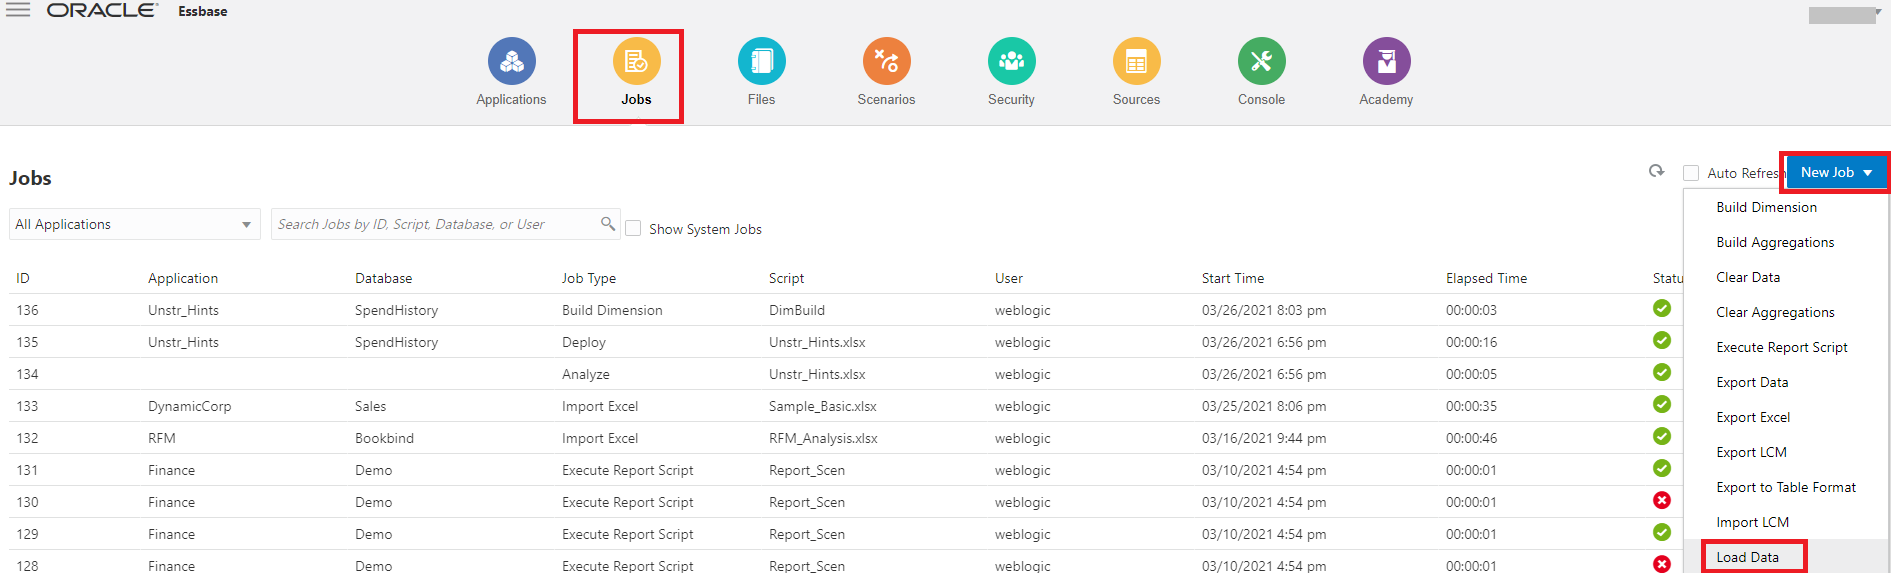 ORACLE® Essbase
Applications Jobs Files Scenarios Security Sources Console Academy
Jobs
Auto Refresh New Job
All Applications Search Jobs by ID, Script, Database, or User Show System Jobs
Build Dimension
Build Aggregations
Clear Data
Clear Aggregations
Execute Report Script
Export Data
Export Excel
Export LCM
Export to Table Format
Import LCM
Load Data
ID Application Database Job Type Script User Start Time Elapsed Time Statu
136 Unstr_Hints SpendHistory Build Dimension DimBuild weblogic 03/26/2021 8:03 pm 00:00:03
135 Unstr_Hints SpendHistory Deploy Unstr_Hints.xlsx weblogic 03/26/2021 6:56 pm 00:00:16
134 Analyze Unstr_Hints.xlsx weblogic 03/26/2021 6:56 pm 00:00:05
133 DynamicCorp Sales Import Excel Sample_Basic.xlsx weblogic 03/25/2021 8:06 pm 00:00:35
132 RFM Bookbind Import Excel RFM_Analysis.xlsx weblogic 03/16/2021 9:44 pm 00:00:46
131 Finance Demo Execute Report Script Report_Scen weblogic 03/10/2021 4:54 pm 00:00:01
130 Finance Demo Execute Report Script Report_Scen weblogic 03/10/2021 4:54 pm 00:00:01
129 Finance Demo Execute Report Script Report_Scen weblogic 03/10/2021 4:54 pm 00:00:01
128 Finance Demo Execute Report Script Report_Scen weblogic 03/10/2021 4:54 pm 00:00:01